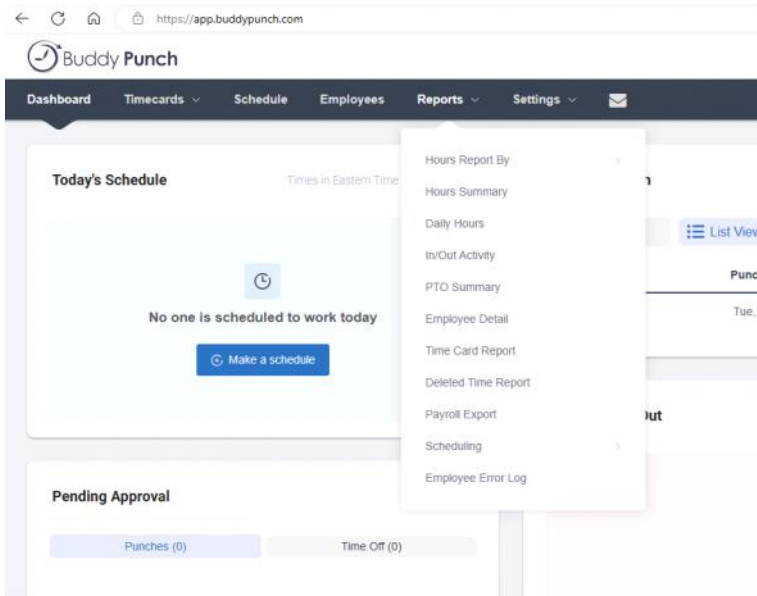 https://app.buddypunch.com
Buddy Punch
Dashboard Timecards Schedule Employees Reports Settings
Today's Schedule Times in Eastern Time
No one is scheduled to work today
Make a schedule
Hours Report By
Hours Summary
Daily Hours
In/Out Activity
PTO Summary
Employee Detail
Time Card Report
Deleted Time Report
Payroll Export
Scheduling
Employee Error Log
List View
Tue,
Pending Approval
Punches (0) Time Off (0)